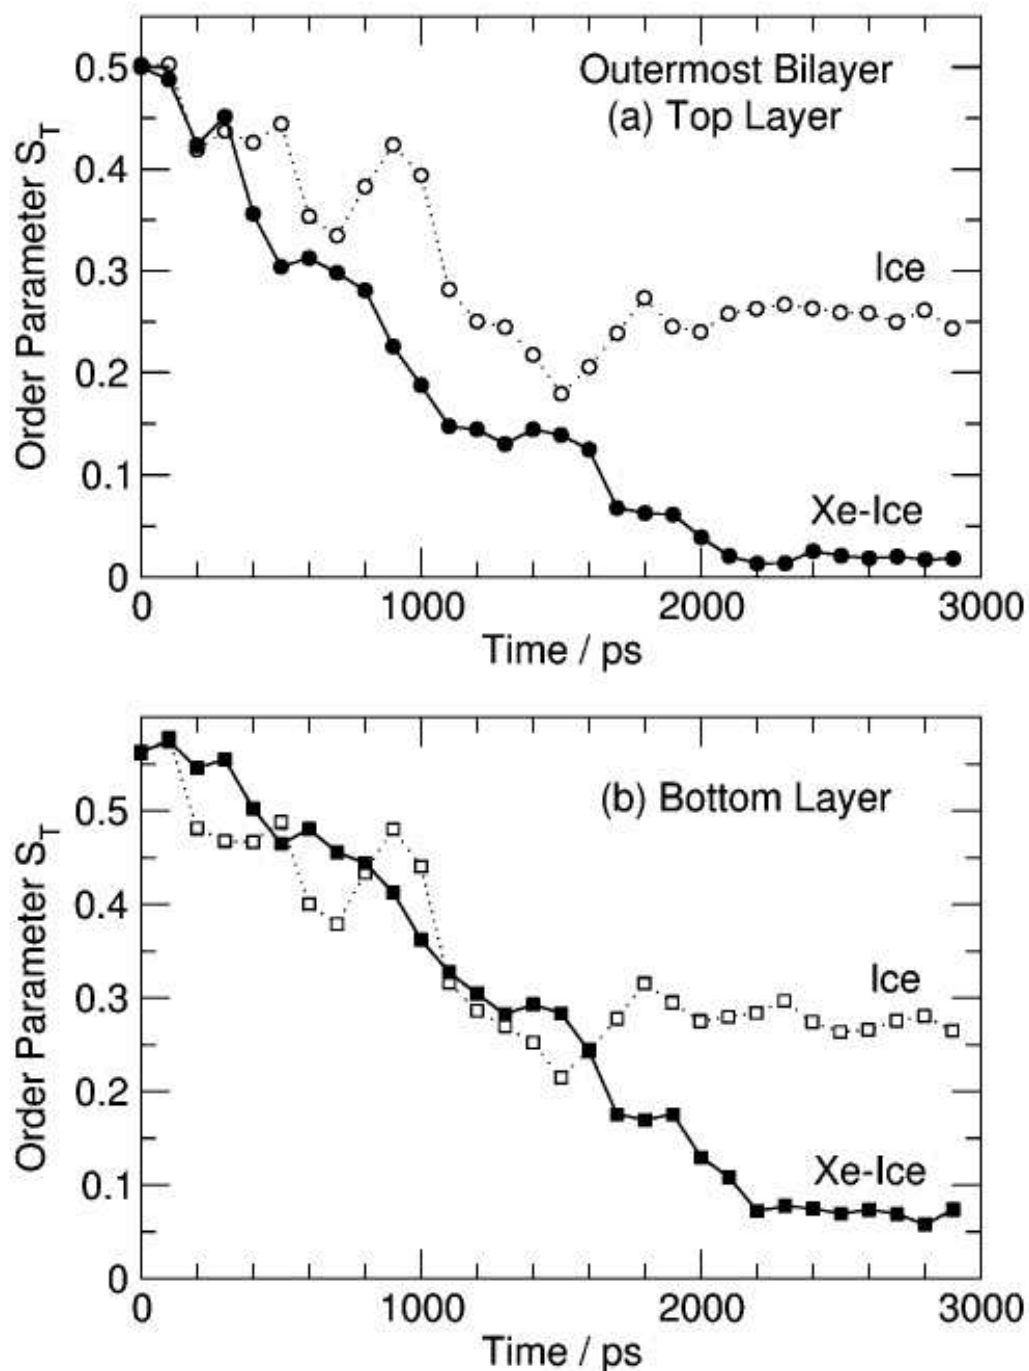 Outermost Bilayer
(a) Top Layer
Order Parameter S_T
0.5
0.4
0.3
0.2
0.1
0
Ice
Xe-Ice
0 1000 2000 3000
Time / ps
(b) Bottom Layer
Order Parameter S_T
0.5
0.4
0.3
0.2
0.1
0
Ice
Xe-Ice
0 1000 2000 3000
Time / ps